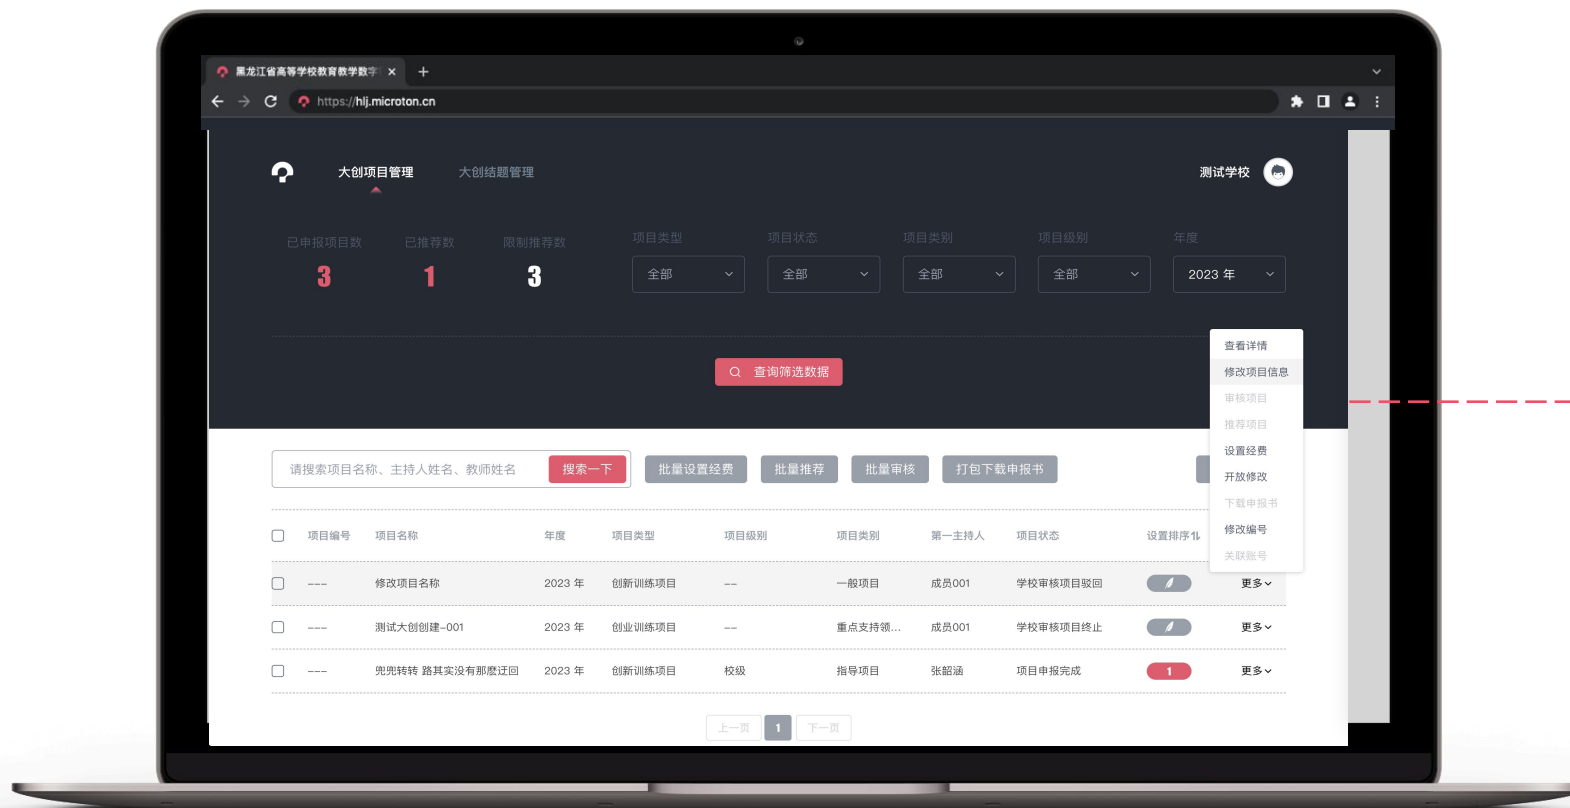 黑龙江省高等学校教育教学数字
https://hlj.microton.cn
大创项目管理 大创结题管理 测试学校
已申报项目数 已推荐数 限制推荐数 项目类型 项目状态 项目类别 项目级别 年度
3 1 3 全部 全部 全部 全部 2023 年
查询筛选数据
查看详情
修改项目信息
审核项目
推荐项目
设置经费
开放修改
下载申报书
修改编号
关联账号
请搜索项目名称、主持人姓名、教师姓名 搜索一下 批量设置经费 批量推荐 批量审核 打包下载申报书
项目编号 项目名称 年度 项目类型 项目级别 项目类别 第一主持人 项目状态 设置排序
--- 修改项目名称 2023 年 创新训练项目 -- 一般项目 成员001 学校审核项目驳回 更多
--- 测试大创创建-001 2023 年 创业训练项目 -- 重点支持领... 成员001 学校审核项目终止 更多
--- 兜兜转转 路其实没有那麽迂回 2023 年 创新训练项目 校级 指导项目 张韶涵 项目申报完成 1 更多
上一页 1 下一页